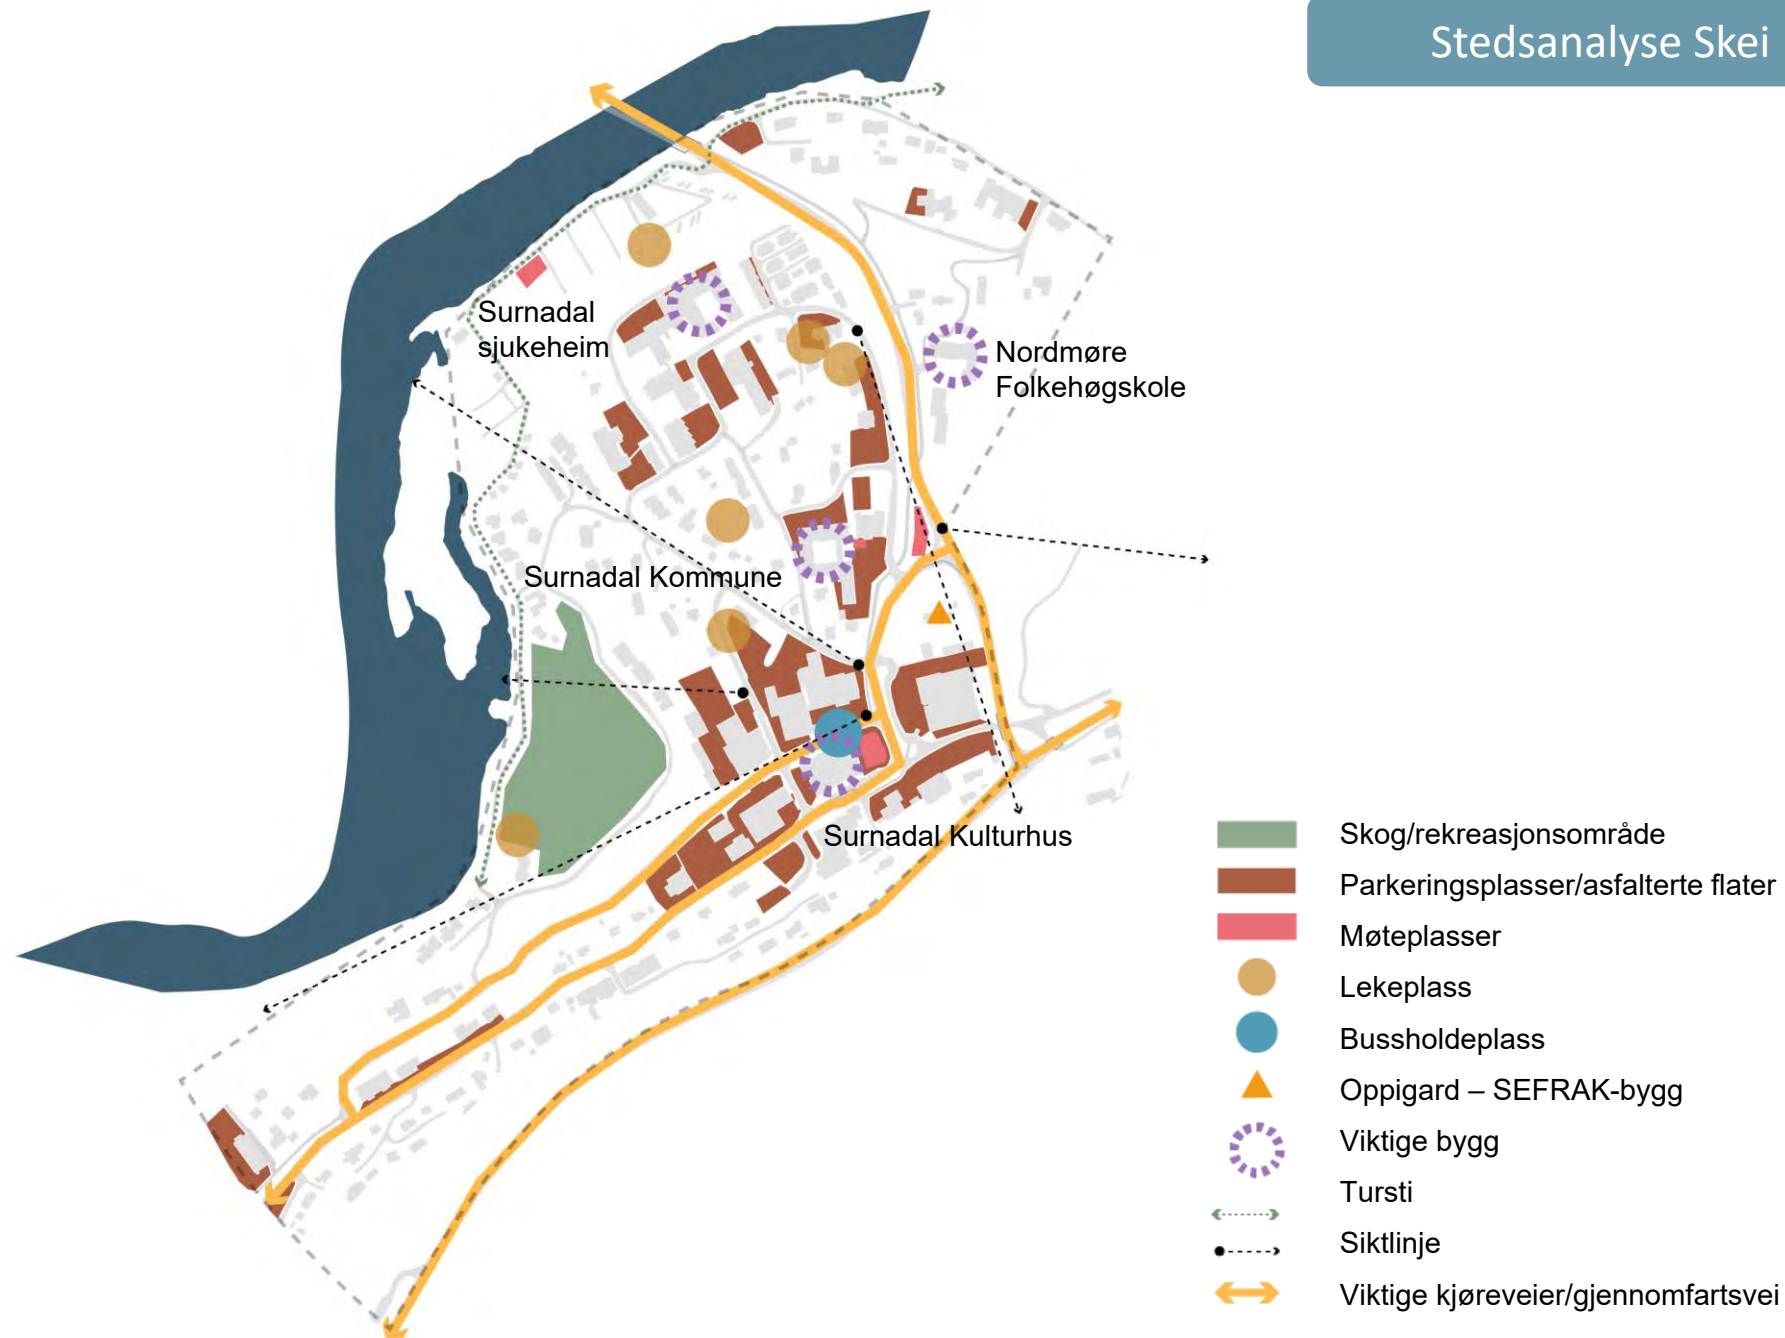 Stedsanalyse Skei
Surnadal
sjukeheim
Nordmøre
Folkehøgskole
Surnadal Kommune
Surnadal Kulturhus
Skog/rekreasjonsområde
Parkeringsplasser/asfalterte flater
Møteplasser
Lekeplass
Bussholdeplass
Oppigard – SEFRAK-bygg
Viktige bygg
Tursti
Siktlinje
Viktige kjøreveier/gjennomfartsvei